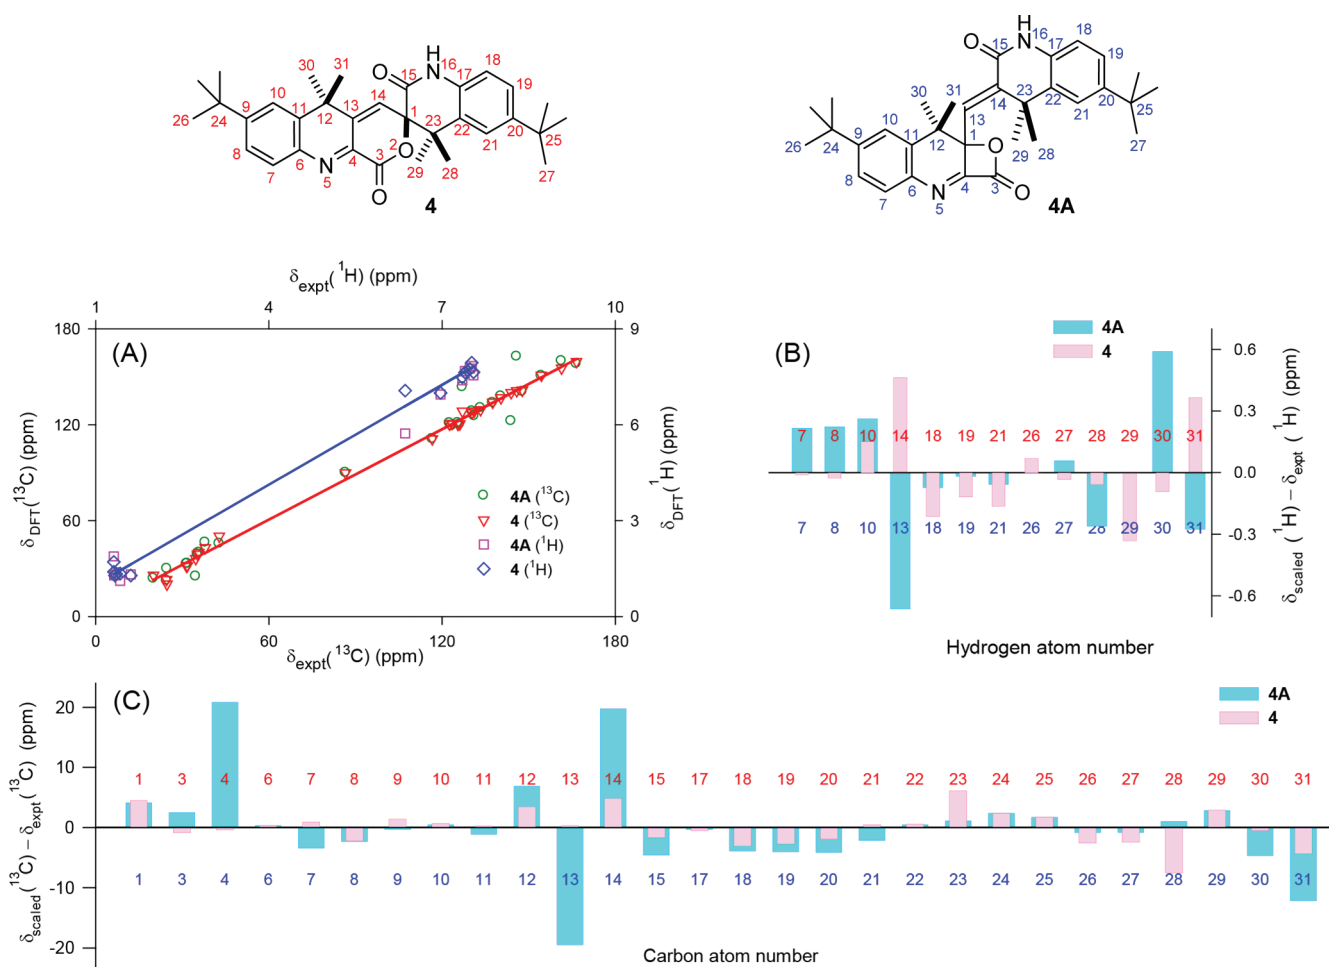 H
N
O
15
16
17
18
19
30
31
10
9
11
12
13
14
1
23
22
20
21
25
26
24
8
7
6
N
5
4
3
2
O
O
29
28
27
4
H
N
O
15
16
17
18
19
30
31
13
14
23
22
20
21
25
10
9
11
12
1
O
29
28
27
26
24
8
7
6
N
5
4
3
O
4A
δexpt(1H) (ppm)
1 4 7 10
(A)
180
120
60
0
δDFT(13C) (ppm)
9
6
3
0
δDFT(1H) (ppm)
4A (13C)
4 (13C)
4A (1H)
4 (1H)
0 60 120 180
δexpt(13C) (ppm)
(B)
4A
4
0.6
0.3
0.0
-0.3
-0.6
δscaled(1H) − δexpt(1H) (ppm)
7 8 10 14 18 19 21 26 27 28 29 30 31
7 8 10 13 18 19 21 26 27 28 29 30 31
Hydrogen atom number
(C)
4A
4
20
10
0
-10
-20
δscaled(13C) − δexpt(13C) (ppm)
1 3 4 6 7 8 9 10 11 12 13 14 15 17 18 19 20 21 22 23 24 25 26 27 28 29 30 31
1 3 4 6 7 8 9 10 11 12 13 14 15 17 18 19 20 21 22 23 24 25 26 27 28 29 30 31
Carbon atom number